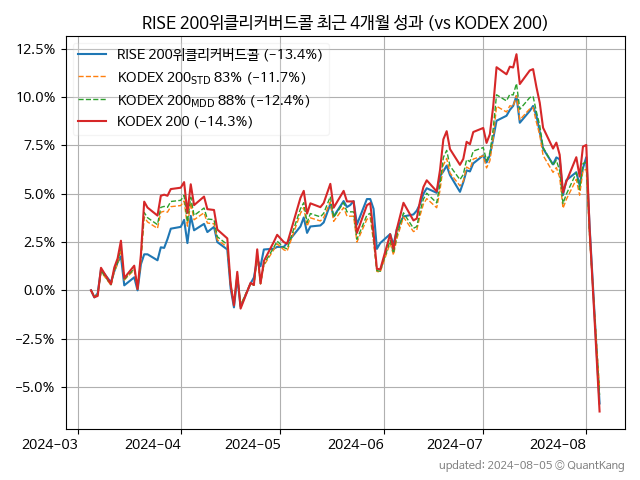 RISE 200위클리커버드콜 최근 4개월 성과 (vs KODEX 200)
12.5%
10.0%
7.5%
5.0%
2.5%
0.0%
−2.5%
−5.0%
RISE 200위클리커버드콜 (−13.4%)
KODEX 200STD 83% (−11.7%)
KODEX 200MDD 88% (−12.4%)
KODEX 200 (−14.3%)
2024-03
2024-04
2024-05
2024-06
2024-07
2024-08
updated: 2024-08-05 © QuantKang